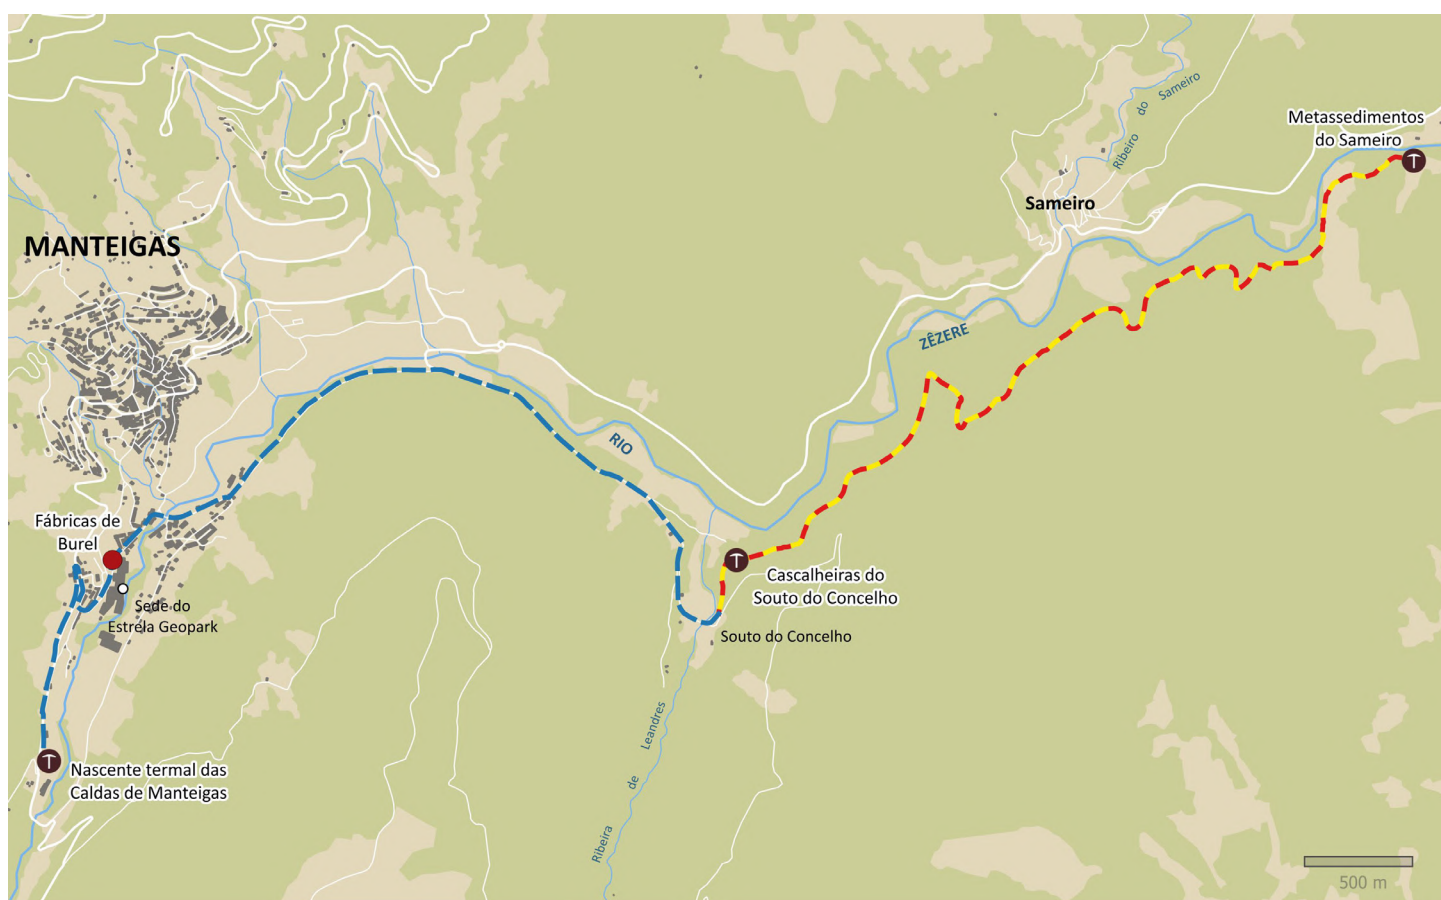 Metassedimentos
do Sameiro
Ribeiro do Sameiro
Sameiro
MANTEIGAS
ZÊZERE
RIO
Fábricas de
Burel
Cascalheiras do
Souto do Concelho
Sede do
Estrela Geopark
Souto do Concelho
Ribeira de Leandres
Nascente termal das
Caldas de Manteigas
500 m